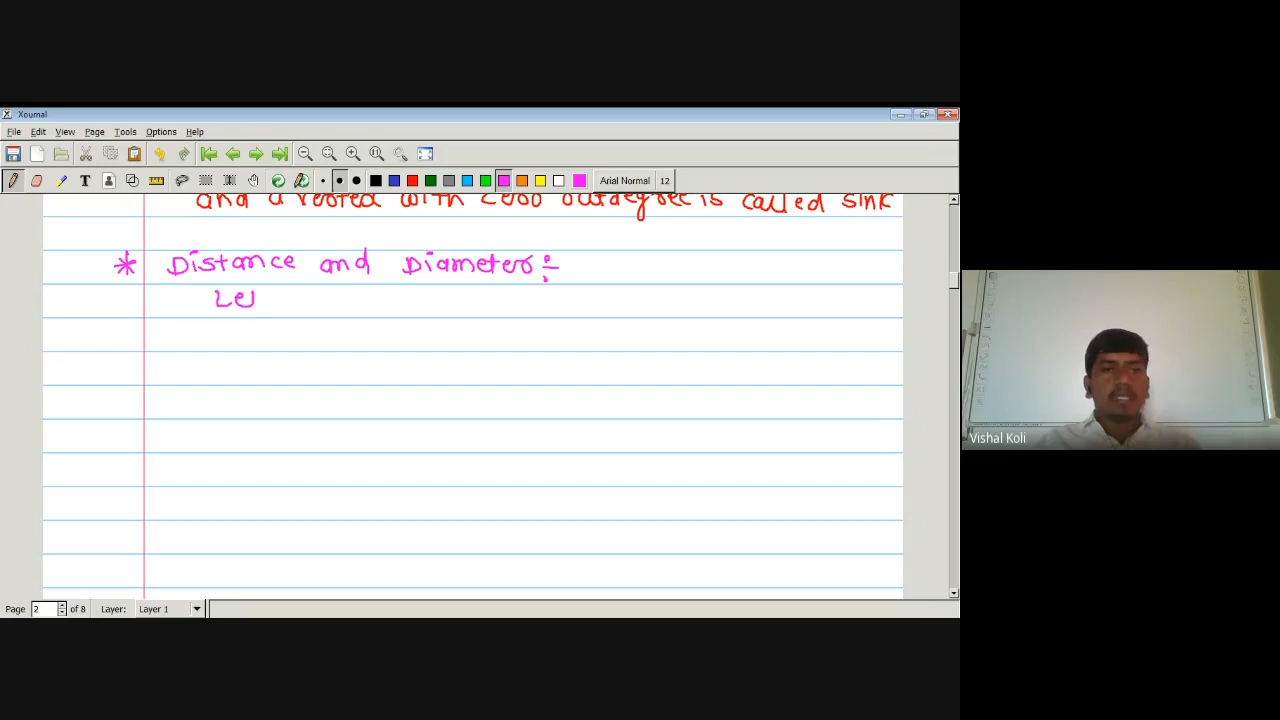 Xournal
File Edit View Page Tools Options Help
Arial Normal 12
and a vertex with zero outdegree is called sink
* Distance and Diameter :-
Le
Vishal Koli
Page 2 of 8 Layer: Layer 1